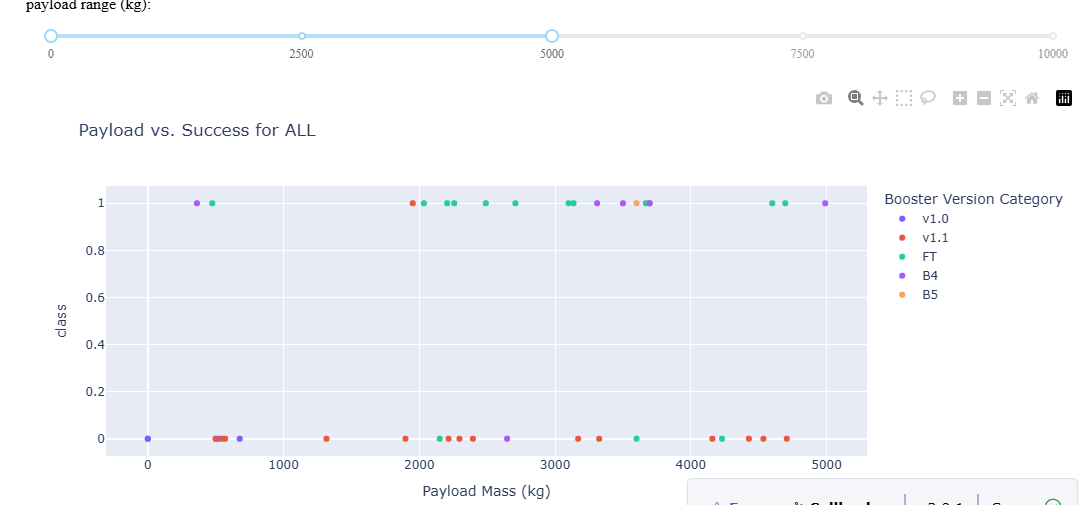 payload range (kg):
0 2500 5000 7500 10000
Payload vs. Success for ALL
Booster Version Category
v1.0
v1.1
FT
B4
B5
1
0.8
0.6
0.4
0.2
0
class
0 1000 2000 3000 4000 5000
Payload Mass (kg)